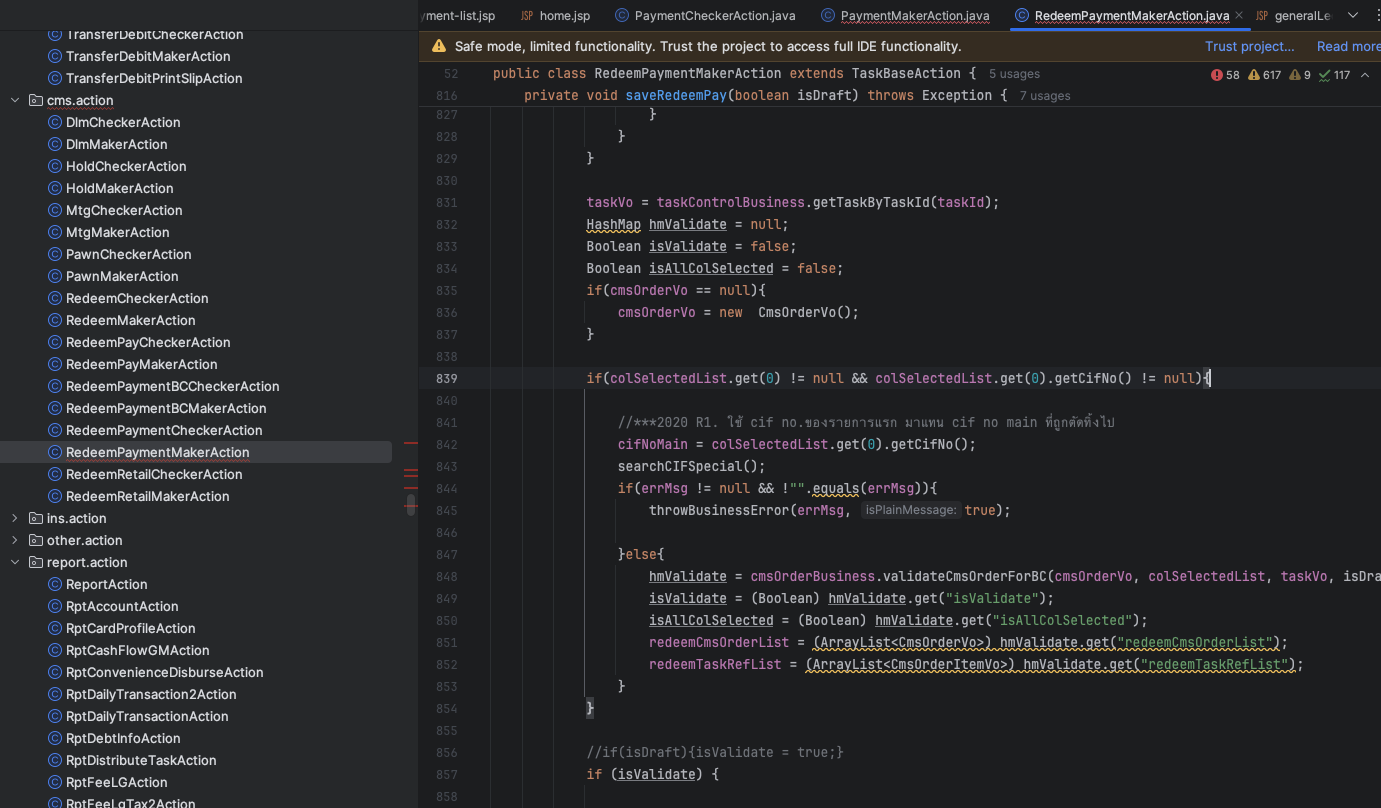 TransferDebitCheckerAction
TransferDebitMakerAction
TransferDebitPrintSlipAction
cms.action
DlmCheckerAction
DlmMakerAction
HoldCheckerAction
HoldMakerAction
MtgCheckerAction
MtgMakerAction
PawnCheckerAction
PawnMakerAction
RedeemCheckerAction
RedeemMakerAction
RedeemPayCheckerAction
RedeemPayMakerAction
RedeemPaymentBCCheckerAction
RedeemPaymentBCMakerAction
RedeemPaymentCheckerAction
RedeemPaymentMakerAction
RedeemRetailCheckerAction
RedeemRetailMakerAction
ins.action
other.action
report.action
ReportAction
RptAccountAction
RptCardProfileAction
RptCashFlowGMAction
RptConvenienceDisburseAction
RptDailyTransaction2Action
RptDailyTransactionAction
RptDebtInfoAction
RptDistributeTaskAction
RptFeeLGAction
RptFeeLgTax2Action
yment-list.jsp JSP home.jsp PaymentCheckerAction.java PaymentMakerAction.java RedeemPaymentMakerAction.java JSP generalLe
Safe mode, limited functionality. Trust the project to access full IDE functionality. Trust project... Read more
52 public class RedeemPaymentMakerAction extends TaskBaseAction { 5 usages 58 617 9 117
816 private void saveRedeemPay(boolean isDraft) throws Exception { 7 usages
827 }
828 }
829 }
830
831 taskVo = taskControlBusiness.getTaskByTaskId(taskId);
832 HashMap hmValidate = null;
833 Boolean isValidate = false;
834 Boolean isAllColSelected = false;
835 if(cmsOrderVo == null){
836 cmsOrderVo = new  CmsOrderVo();
837 }
838
839 if(colSelectedList.get(0) != null && colSelectedList.get(0).getCifNo() != null){
840
841 //***2020 R1. ใช้ cif no.ของรายการแรก มาแทน cif no main ที่ถูกตัดทิ้งไป
842 cifNoMain = colSelectedList.get(0).getCifNo();
843 searchCIFSpecial();
844 if(errMsg != null && !"".equals(errMsg)){
845 throwBusinessError(errMsg, isPlainMessage: true);
846
847 }else{
848 hmValidate = cmsOrderBusiness.validateCmsOrderForBC(cmsOrderVo, colSelectedList, taskVo, isDra
849 isValidate = (Boolean) hmValidate.get("isValidate");
850 isAllColSelected = (Boolean) hmValidate.get("isAllColSelected");
851 redeemCmsOrderList = (ArrayList<CmsOrderVo>) hmValidate.get("redeemCmsOrderList");
852 redeemTaskRefList = (ArrayList<CmsOrderItemVo>) hmValidate.get("redeemTaskRefList");
853 }
854 }
855
856 //if(isDraft){isValidate = true;}
857 if (isValidate) {
858